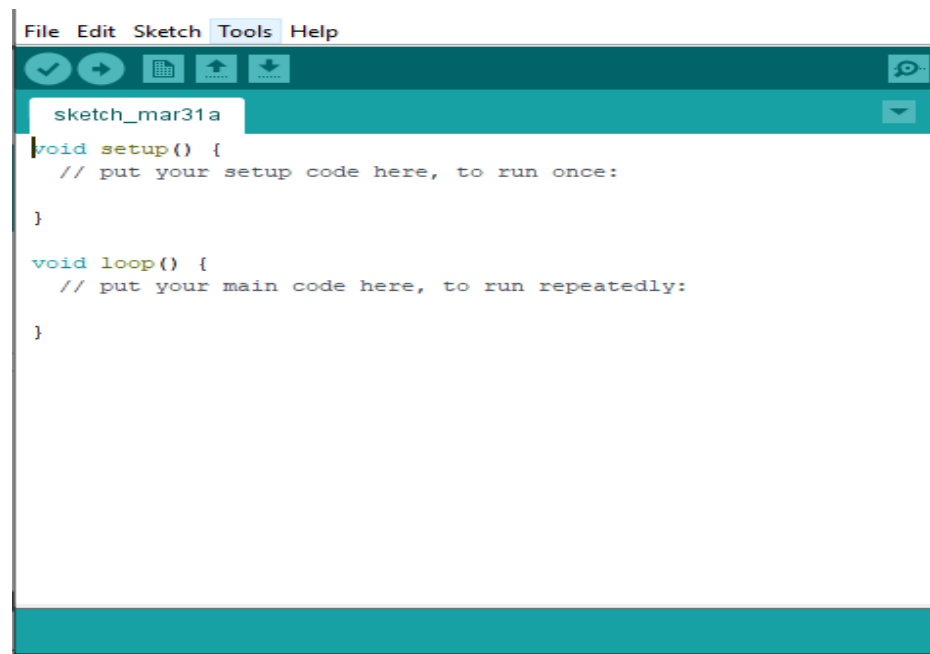 File Edit Sketch Tools Help
sketch_mar31a
void setup() {
  // put your setup code here, to run once:
}
void loop() {
  // put your main code here, to run repeatedly:
}